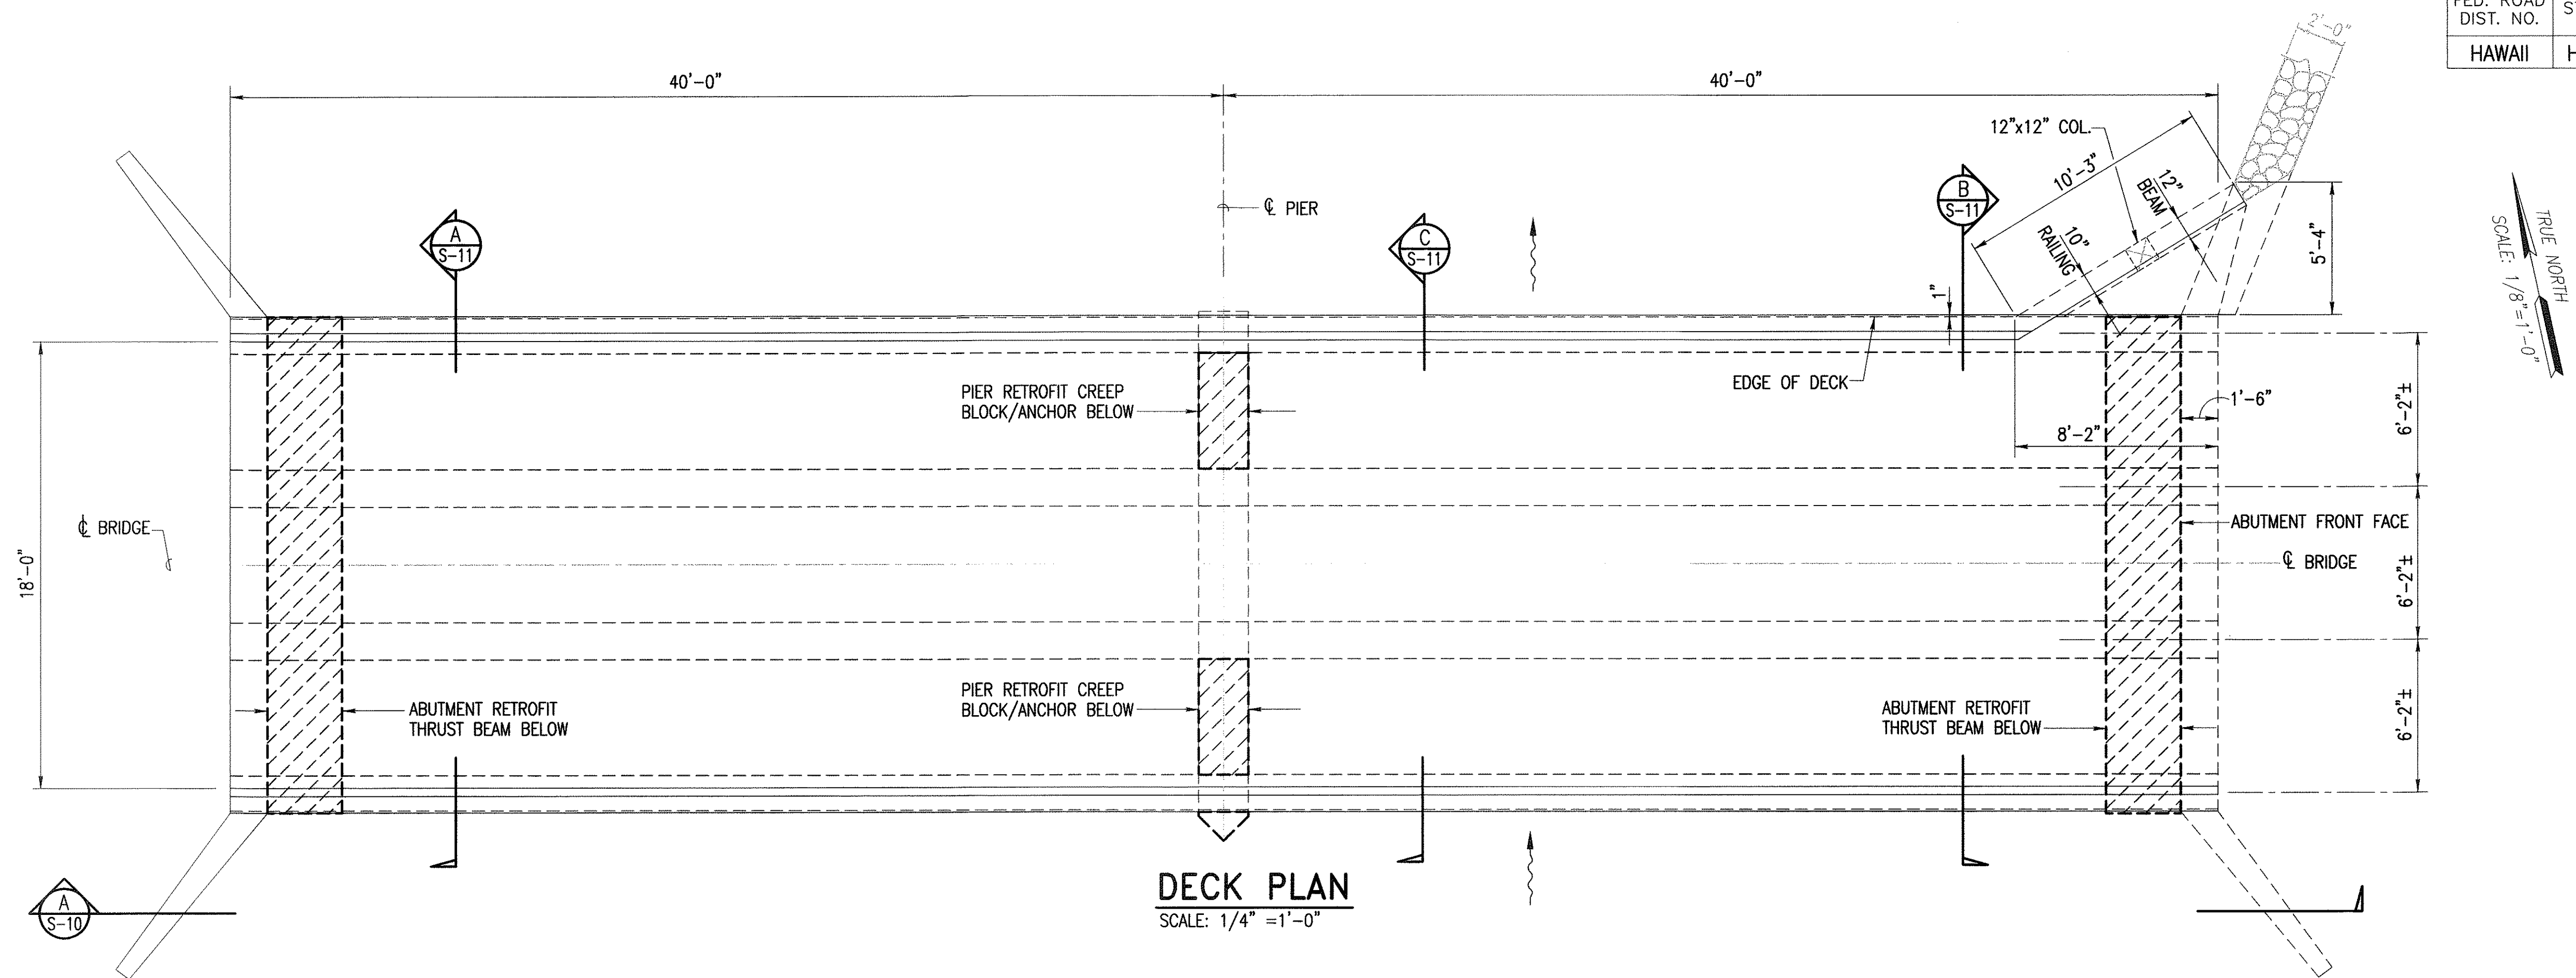 FED. ROAD
DIST. NO.
HAWAII
H
2'-0"
40'-0"
40'-0"
12"x12" COL.
10'-3"
12"
BEAM
10"
RAILING
5'-4"
TRUE NORTH
SCALE: 1/8"=1'-0"
A
S-11
℄ PIER
C
S-11
B
S-11
1"
PIER RETROFIT CREEP
BLOCK/ANCHOR BELOW
EDGE OF DECK
1'-6"
8'-2"
6'-2"±
℄ BRIDGE
18'-0"
ABUTMENT FRONT FACE
℄ BRIDGE
6'-2"±
ABUTMENT RETROFIT
THRUST BEAM BELOW
PIER RETROFIT CREEP
BLOCK/ANCHOR BELOW
ABUTMENT RETROFIT
THRUST BEAM BELOW
6'-2"±
A
S-10
DECK PLAN
SCALE: 1/4" =1'-0"